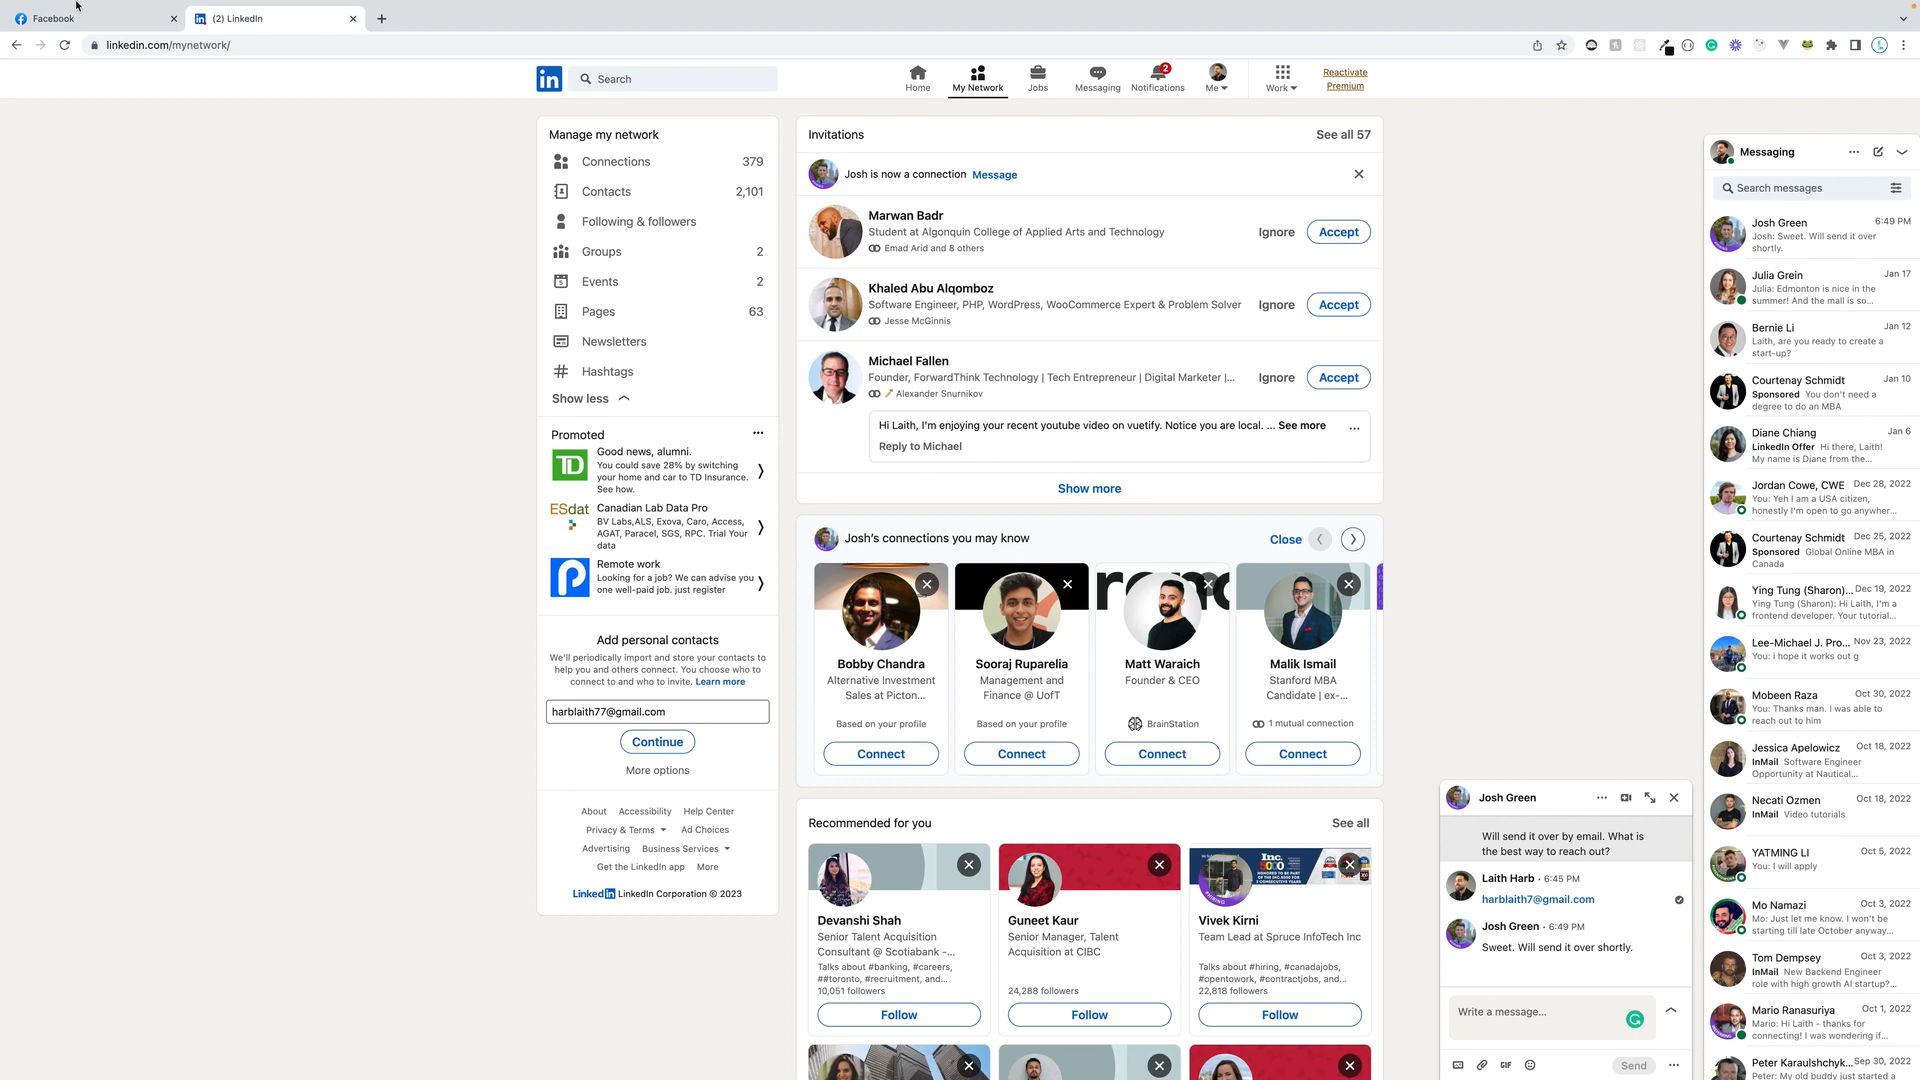 Facebook
(2) LinkedIn
linkedin.com/mynetwork/
Search
Home
My Network
Jobs
Messaging
2
Notifications
Me
Work
Reactivate
Premium
Manage my network
Connections 379
Contacts 2,101
Following & followers
Groups 2
Events 2
Pages 63
Newsletters
Hashtags
Show less
Promoted
TD
Good news, alumni.
You could save 28% by switching
your home and car to TD Insurance.
See how.
ESdat
Canadian Lab Data Pro
BV Labs,ALS, Exova, Caro, Access,
AGAT, Paracel, SGS, RPC. Trial Your
data
Remote work
Looking for a job? We can advise you
one well-paid job. just register
Add personal contacts
We'll periodically import and store your contacts to
help you and others connect. You choose who to
connect to and who to invite. Learn more
harblaith77@gmail.com
Continue
More options
About Accessibility Help Center
Privacy & Terms Ad Choices
Advertising Business Services
Get the LinkedIn app More
Linkedin LinkedIn Corporation © 2023
Invitations See all 57
Josh is now a connection Message
Marwan Badr
Student at Algonquin College of Applied Arts and Technology
Emad Arid and 8 others
Ignore Accept
Khaled Abu Alqomboz
Software Engineer, PHP, WordPress, WooCommerce Expert & Problem Solver
Jesse McGinnis
Ignore Accept
Michael Fallen
Founder, ForwardThink Technology | Tech Entrepreneur | Digital Marketer |...
Alexander Snurnikov
Ignore Accept
Hi Laith, I'm enjoying your recent youtube video on vuetify. Notice you are local. ... See more
Reply to Michael
Show more
Josh's connections you may know Close
Bobby Chandra
Alternative Investment
Sales at Picton...
Based on your profile
Connect
Sooraj Ruparelia
Management and
Finance @ UofT
Based on your profile
Connect
Matt Waraich
Founder & CEO
BrainStation
Connect
Malik Ismail
Stanford MBA
Candidate | ex-...
1 mutual connection
Connect
Recommended for you See all
Devanshi Shah
Senior Talent Acquisition
Consultant @ Scotiabank -...
Talks about #banking, #careers,
##toronto, #recruitment, and...
10,051 followers
Follow
Guneet Kaur
Senior Manager, Talent
Acquisition at CIBC
24,288 followers
Follow
Inc.
5000
Vivek Kirni
Team Lead at Spruce InfoTech Inc
Talks about #hiring, #canadajobs,
#opentowork, #contractjobs, and...
22,818 followers
Follow
Josh Green
Will send it over by email. What is
the best way to reach out?
Laith Harb • 6:45 PM
harblaith7@gmail.com
Josh Green • 6:49 PM
Sweet. Will send it over shortly.
Write a message...
GIF
Send
Messaging
Search messages
Josh Green 6:49 PM
Josh: Sweet. Will send it over
shortly.
Julia Grein Jan 17
Julia: Edmonton is nice in the
summer! And the mall is so...
Bernie Li Jan 12
Laith, are you ready to create a
start-up?
Courtenay Schmidt Jan 10
Sponsored You don't need a
degree to do an MBA
Diane Chiang Jan 6
LinkedIn Offer Hi there, Laith!
My name is Diane from the...
Jordan Cowe, CWE Dec 28, 2022
You: Yeh I am a USA citizen,
honestly I'm open to go anywher...
Courtenay Schmidt Dec 25, 2022
Sponsored Global Online MBA in
Canada
Ying Tung (Sharon)... Dec 19, 2022
Ying Tung (Sharon): Hi Laith, I'm a
frontend developer. Your tutorial...
Lee-Michael J. Pro... Nov 23, 2022
You: i hope it works out g
Mobeen Raza Oct 30, 2022
You: Thanks man. I was able to
reach out to him
Jessica Apelowicz Oct 18, 2022
InMail Software Engineer
Opportunity at Nautical...
Necati Ozmen Oct 18, 2022
InMail Video tutorials
YATMING LI Oct 5, 2022
You: I will apply
Mo Namazi Oct 3, 2022
Mo: Just let me know. I won't be
starting till late October anyway...
Tom Dempsey Oct 3, 2022
InMail New Backend Engineer
role with high growth AI startup?...
Mario Ranasuriya Oct 1, 2022
Mario: Hi Laith - thanks for
connecting! I was wondering if...
Peter Karaulshchyk... Sep 30, 2022
Peter: My old buddy just started a